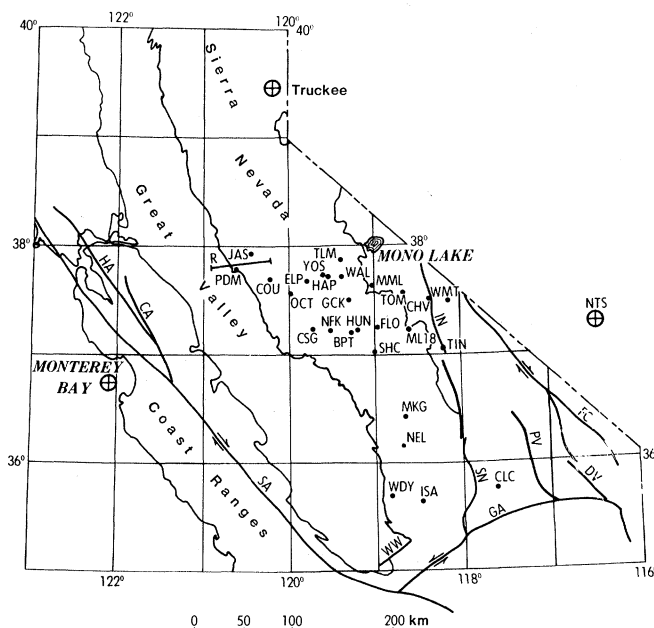 122°
120°
40°
40°
Sierra
Truckee
Nevada
Great
38°
38°
MONO LAKE
R
JAS
TLM
HA
PDM
YOS
WAL
COU
ELP
HAP
MML
CA
Valley
OCT
GCK
TOM
CHV
WMT
IN
NTS
NFK
HUN
FLO
CSG
BPT
ML18
SHC
TIN
MONTEREY
BAY
MKG
FC
Coast
NEL
PV
36°
36
SA
SN
DV
Ranges
WDY
ISA
CLC
GA
WW
122°
120°
118°
116
0 50 100 200 km